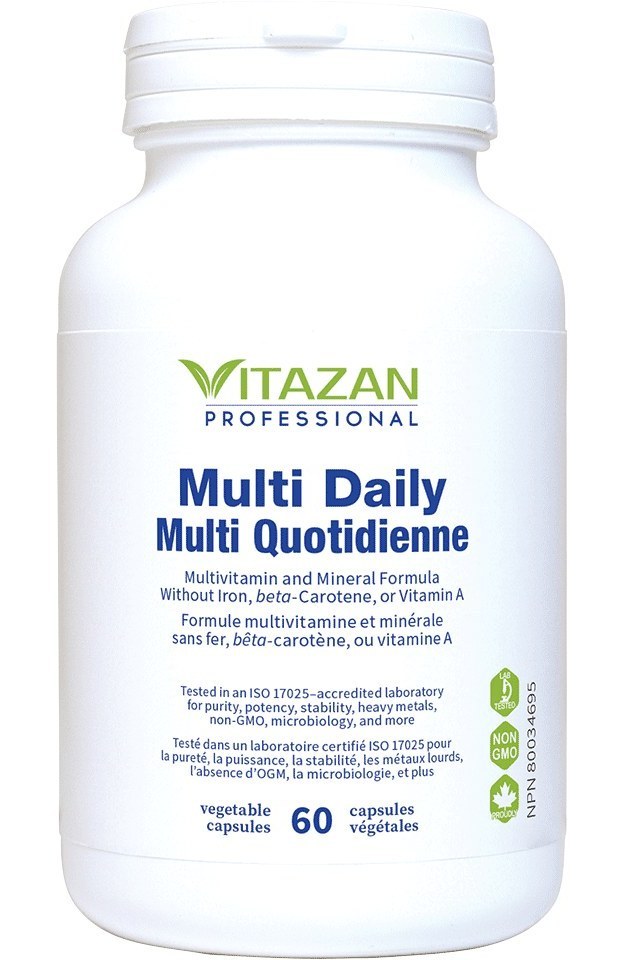 VITAZAN
PROFESSIONAL
Multi Daily
Multi Quotidienne
Multivitamin and Mineral Formula
Without Iron, beta-Carotene, or Vitamin A
Formule multivitamine et minérale
sans fer, bêta-carotène, ou vitamine A
Tested in an ISO 17025–accredited laboratory
for purity, potency, stability, heavy metals,
non-GMO, microbiology, and more
Testé dans un laboratoire certifié ISO 17025 pour
la pureté, la puissance, la stabilité, les métaux lourds,
l'absence d'OGM, la microbiologie, et plus
vegetable
capsules
60
capsules
végétales
LAB
TESTED
NON
GMO
PROUDLY
NPN 80034695